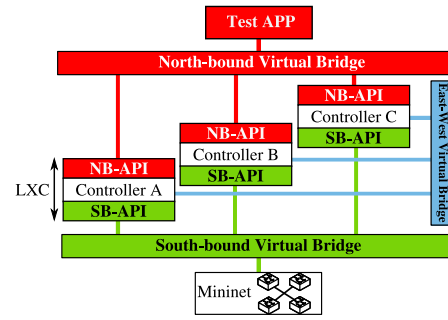 Test APP
North-bound Virtual Bridge
NB-API
Controller C
SB-API
NB-API
Controller B
SB-API
NB-API
Controller A
SB-API
LXC
East-West Virtual
Bridge
South-bound Virtual Bridge
Mininet